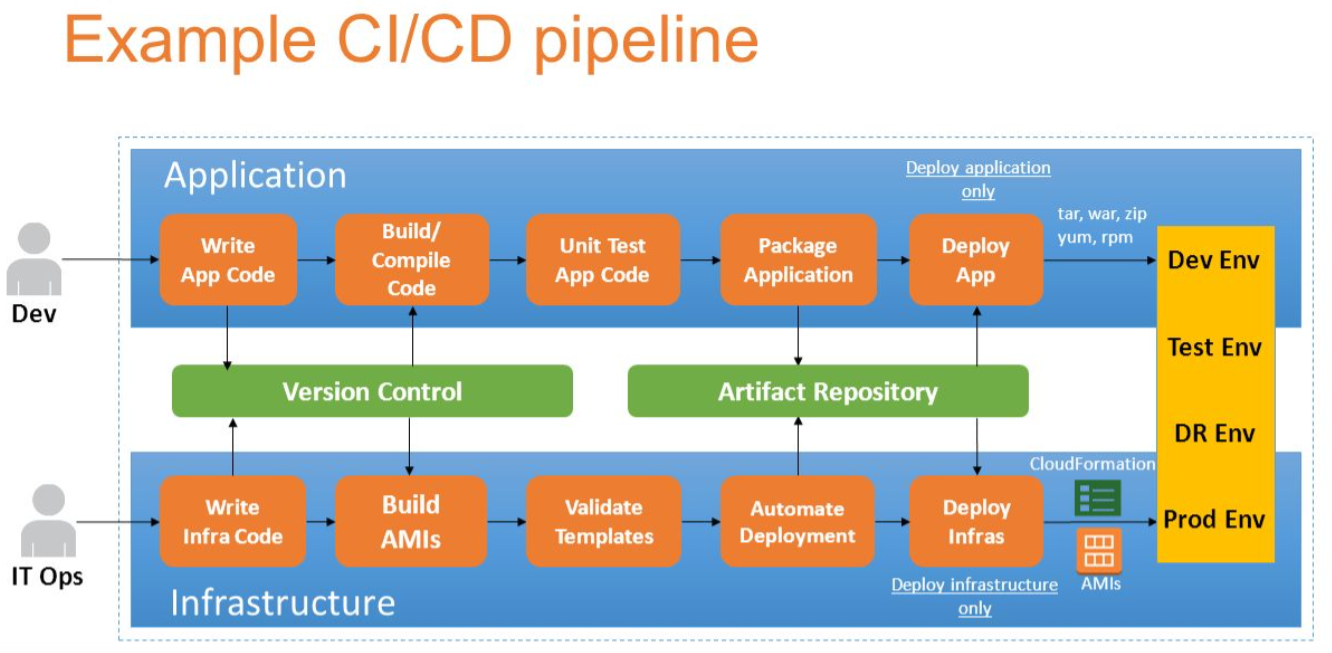 Example CI/CD pipeline
Application
Deploy application
only
Write
App Code
Build/
Compile
Code
Unit Test
App Code
Package
Application
Deploy
App
tar, war, zip
yum, rpm
Dev
Dev Env
Test Env
DR Env
Prod Env
Version Control
Artifact Repository
IT Ops
Write
Infra Code
Build
AMIs
Validate
Templates
Automate
Deployment
Deploy
Infras
CloudFormation
AMIs
Deploy infrastructure
only
Infrastructure